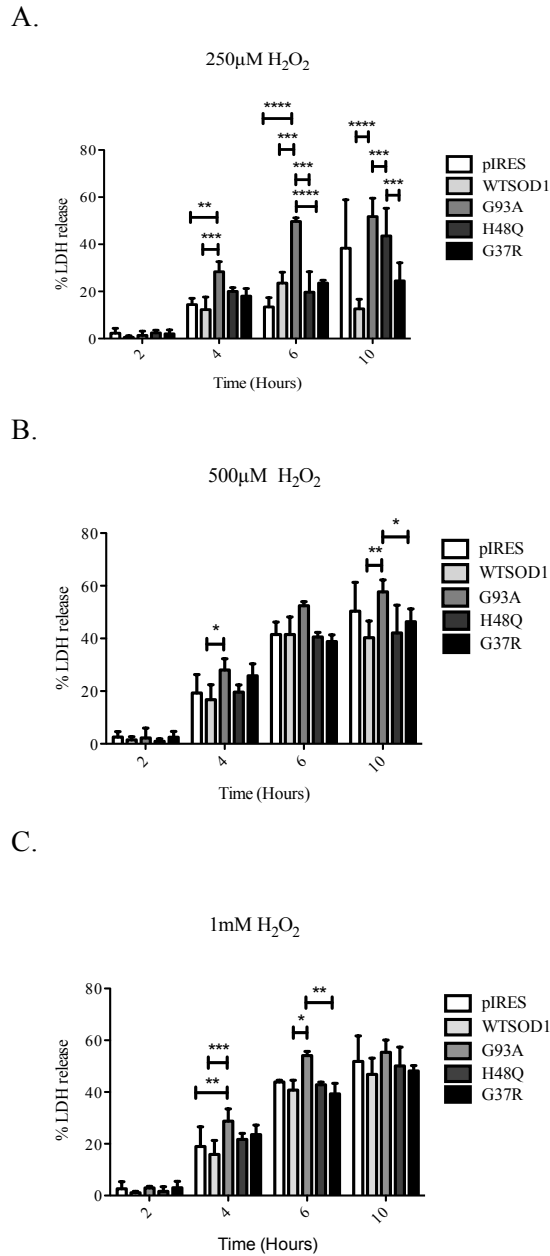 A.
250µM H₂O₂
**** ****
*** ***
*** **** ***
** ***
80
60
40
20
0
% LDH release
2 4 6 10
Time (Hours)
pIRES
WTSOD1
G93A
H48Q
G37R
B.
500µM H₂O₂
*
**
*
80
60
40
20
0
% LDH release
2 4 6 10
Time (Hours)
pIRES
WTSOD1
G93A
H48Q
G37R
C.
1mM H₂O₂
**
*
***
**
80
60
40
20
0
% LDH release
2 4 6 10
Time (Hours)
pIRES
WTSOD1
G93A
H48Q
G37R